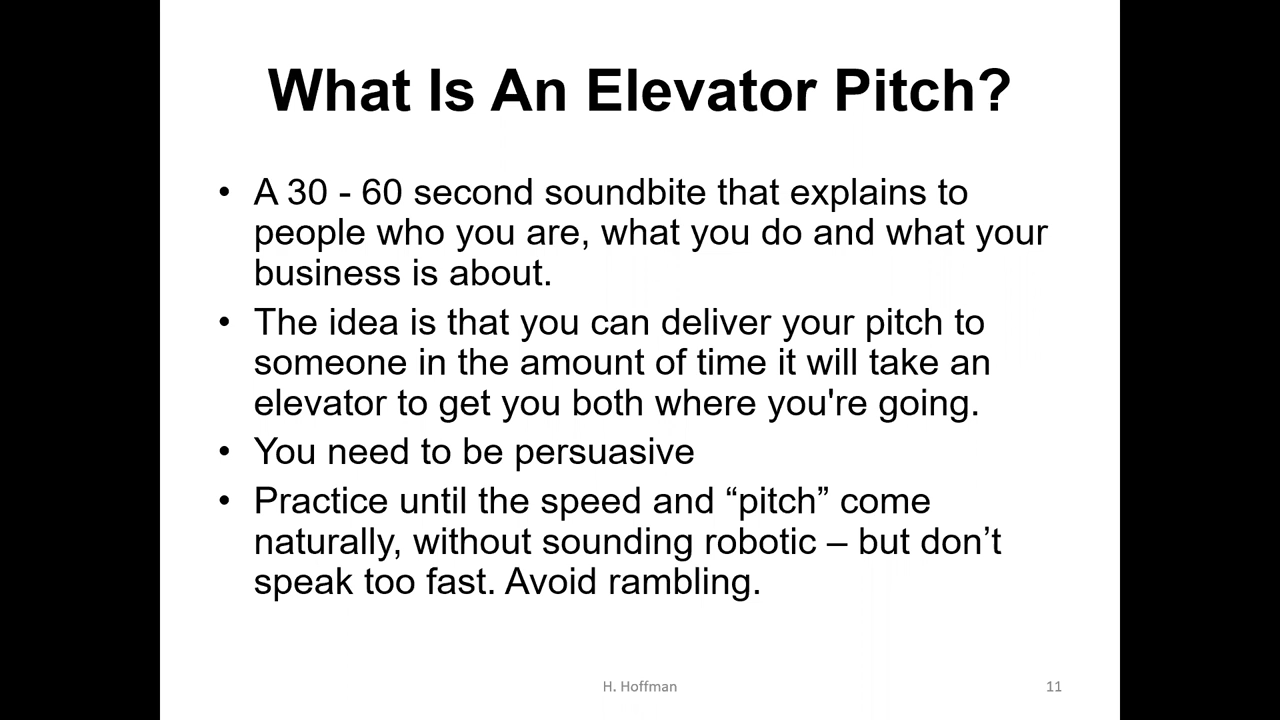 What Is An Elevator Pitch?
• A 30 - 60 second soundbite that explains to
people who you are, what you do and what your
business is about.
• The idea is that you can deliver your pitch to
someone in the amount of time it will take an
elevator to get you both where you're going.
• You need to be persuasive
• Practice until the speed and “pitch” come
naturally, without sounding robotic – but don’t
speak too fast. Avoid rambling.
H. Hoffman
11